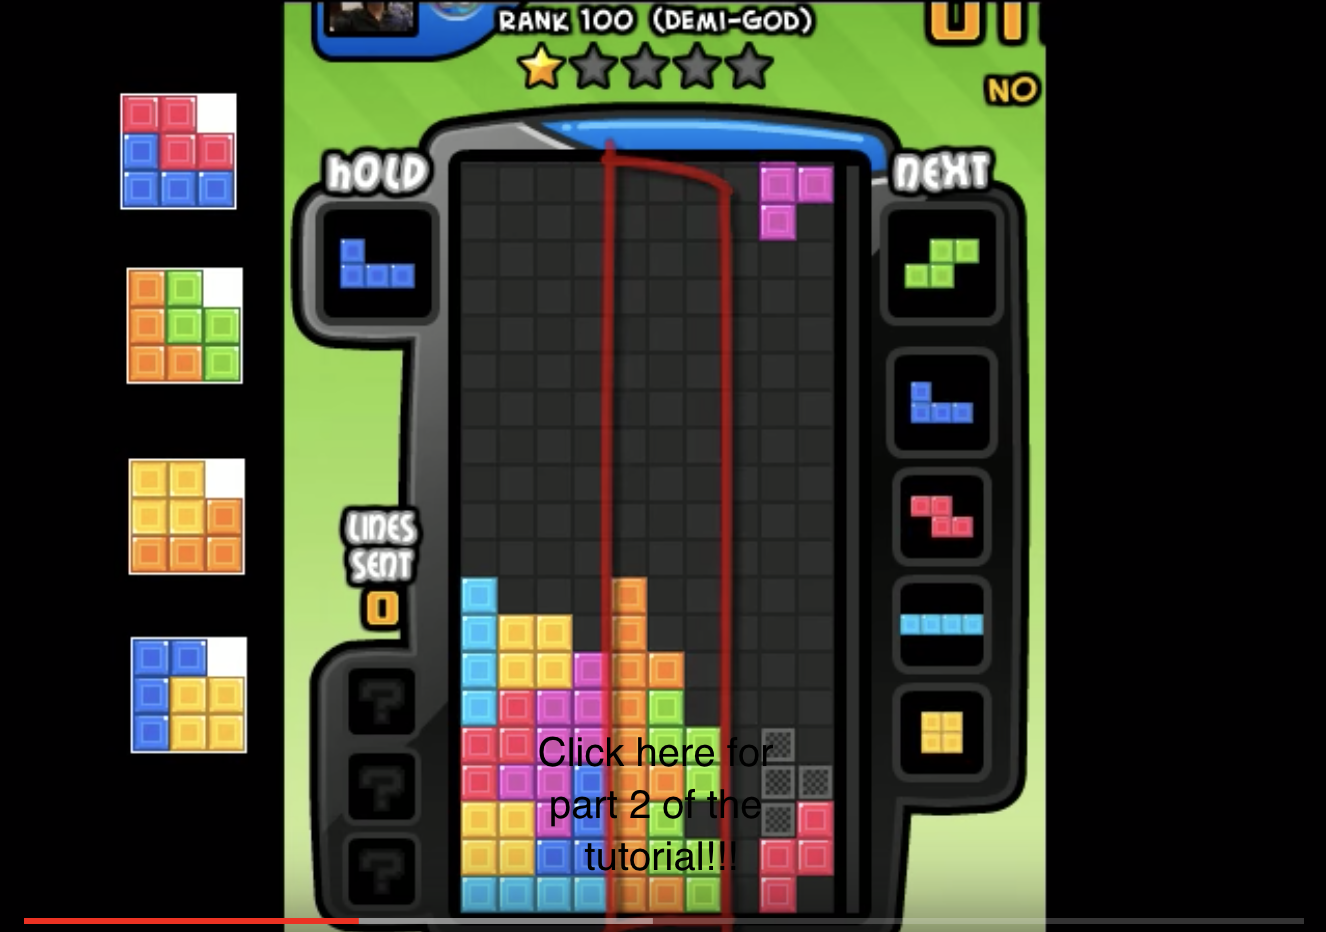 RANK 100 (DEMI-GOD)
NO
HOLD
NEXT
LINES
SENT
0
?
?
?
Click here for
part 2 of the
tutorial!!!